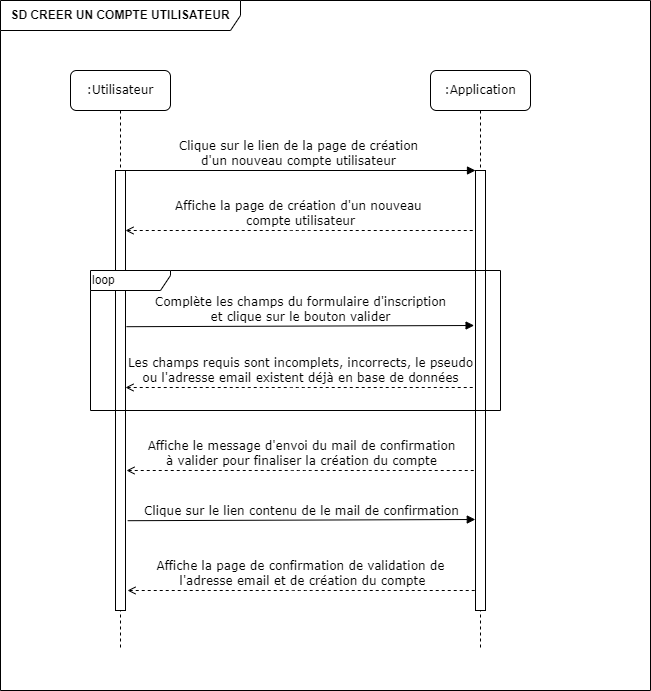 SD CREER UN COMPTE UTILISATEUR
:Utilisateur
:Application
Clique sur le lien de la page de création
d'un nouveau compte utilisateur
Affiche la page de création d'un nouveau
compte utilisateur
loop
Complète les champs du formulaire d'inscription
et clique sur le bouton valider
Les champs requis sont incomplets, incorrects, le pseudo
ou l'adresse email existent déjà en base de données
Affiche le message d'envoi du mail de confirmation
à valider pour finaliser la création du compte
Clique sur le lien contenu de le mail de confirmation
Affiche la page de confirmation de validation de
l'adresse email et de création du compte